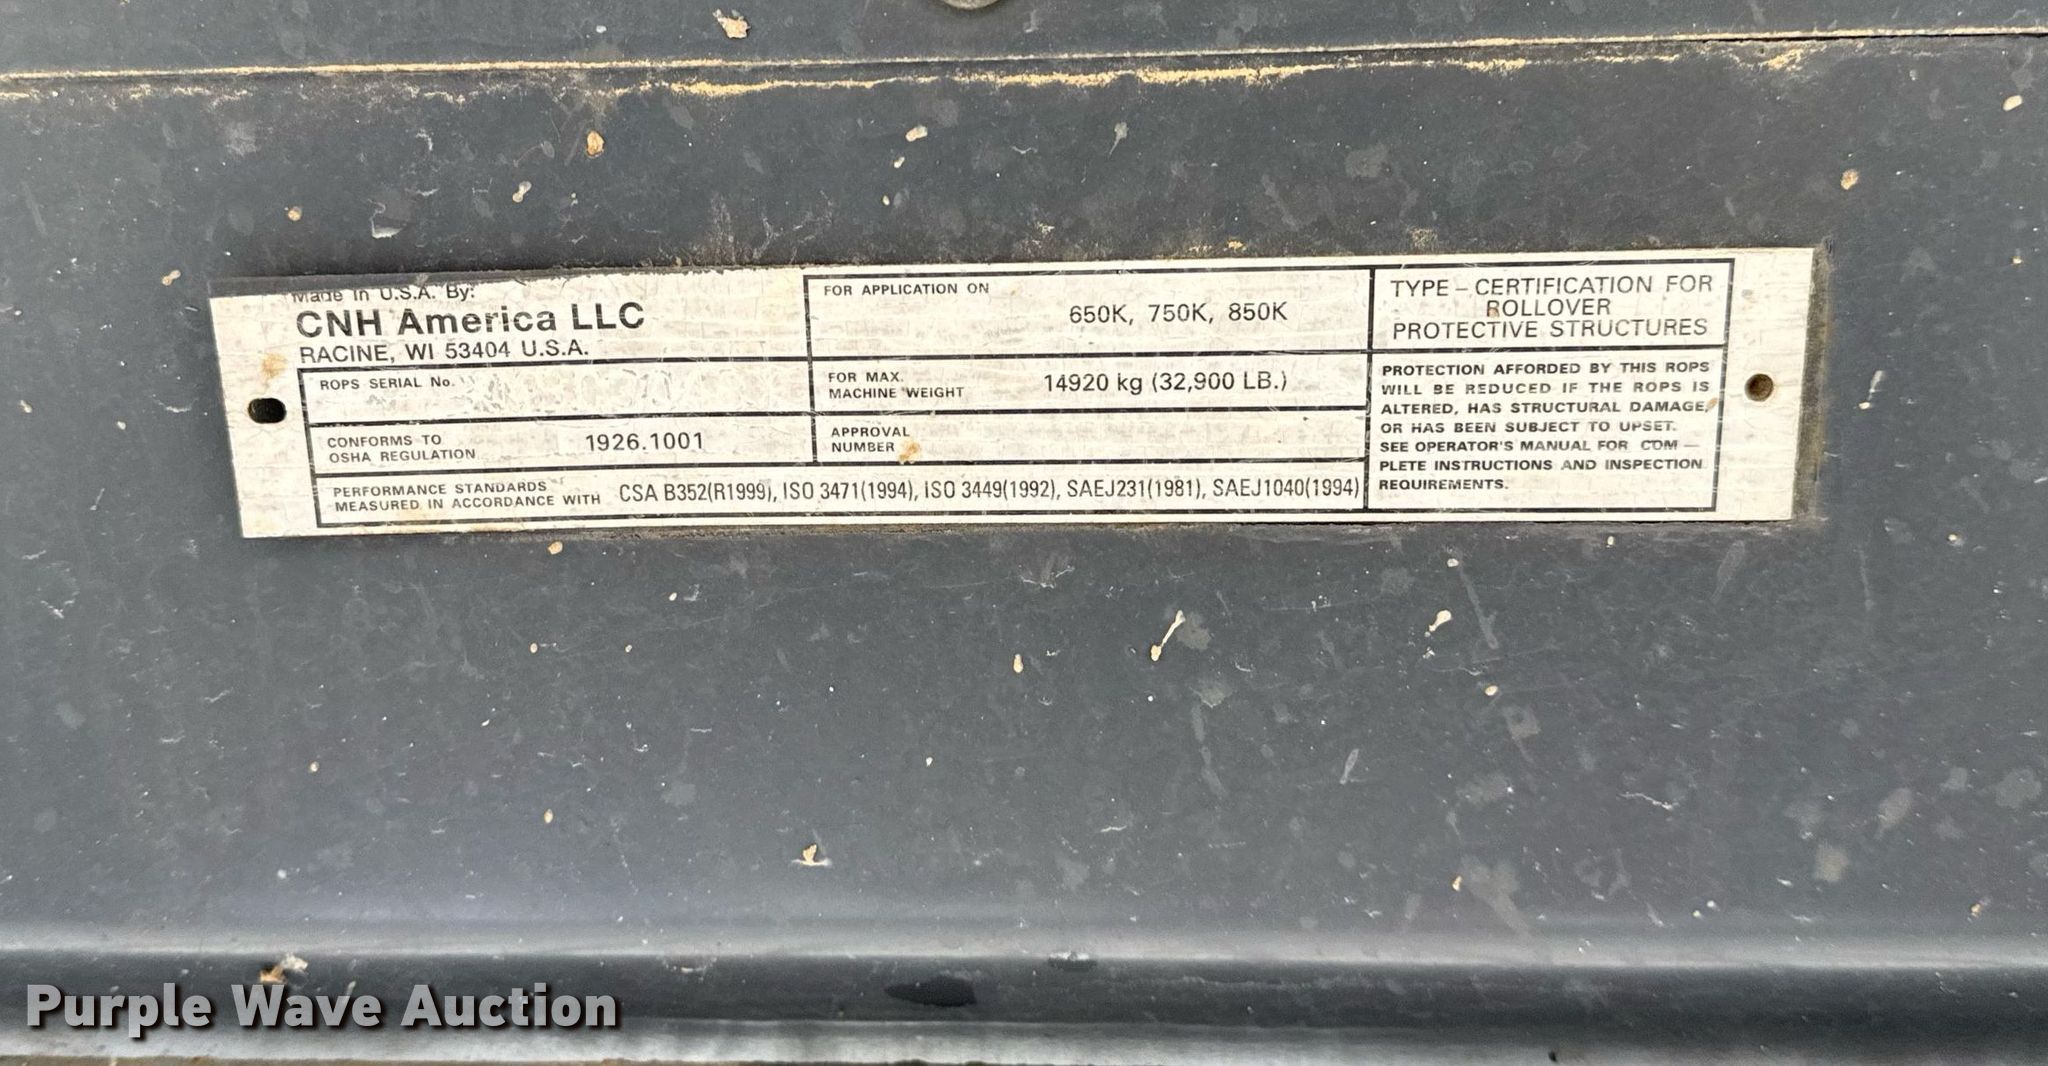 Made in U.S.A. By:
CNH America LLC
RACINE, WI 53404 U.S.A.
ROPS SERIAL No.
CONFORMS TO
OSHA REGULATION
1926.1001
PERFORMANCE STANDARDS
MEASURED IN ACCORDANCE WITH
CSA B352(R1999), ISO 3471(1994), ISO 3449(1992), SAEJ231(1981), SAEJ1040(1994)
FOR APPLICATION ON
650K, 750K, 850K
FOR MAX.
MACHINE WEIGHT
14920 kg (32,900 LB.)
APPROVAL
NUMBER
TYPE – CERTIFICATION FOR
ROLLOVER
PROTECTIVE STRUCTURES
PROTECTION AFFORDED BY THIS ROPS
WILL BE REDUCED IF THE ROPS IS
ALTERED, HAS STRUCTURAL DAMAGE,
OR HAS BEEN SUBJECT TO UPSET.
SEE OPERATOR'S MANUAL FOR COM –
PLETE INSTRUCTIONS AND INSPECTION
REQUIREMENTS.
Purple Wave Auction